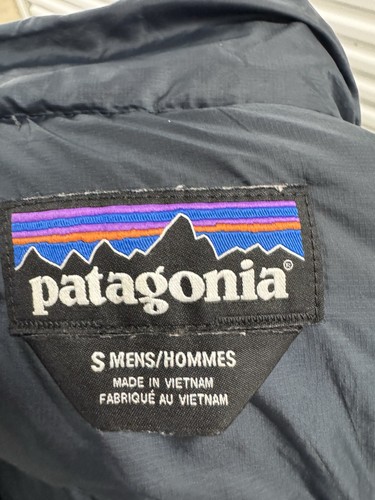 patagonia®
S MENS/HOMMES
MADE IN VIETNAM
FABRIQUÉ AU VIETNAM